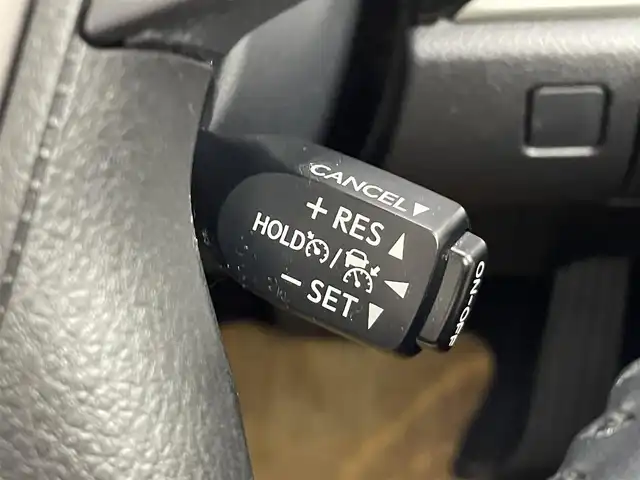 CANCEL▼
+ RES ▲
HOLD / ◀
− SET ▼
ON-OFF